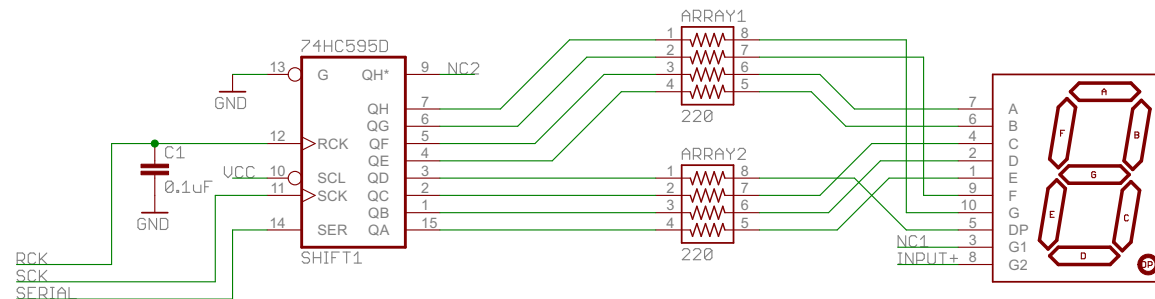 ARRAY1
1 8
2 7
3 6
4 5
220
74HC595D
13 G QH* 9 NC2
GND
QH 7
QG 6
12 RCK QF 5
QE 4
C1
0.1uF
GND
VCC 10 SCL QD 3
11 SCK QC 2
QB 1
14 SER QA 15
SHIFT1
ARRAY2
1 8
2 7
3 6
4 5
220
7 A
6 B
4 C
2 D
1 E
9 F
10 G
5 DP
NC1 3 G1
INPUT+ 8 G2
A
F B
G
E C
D
DP
RCK
SCK
SERIAL